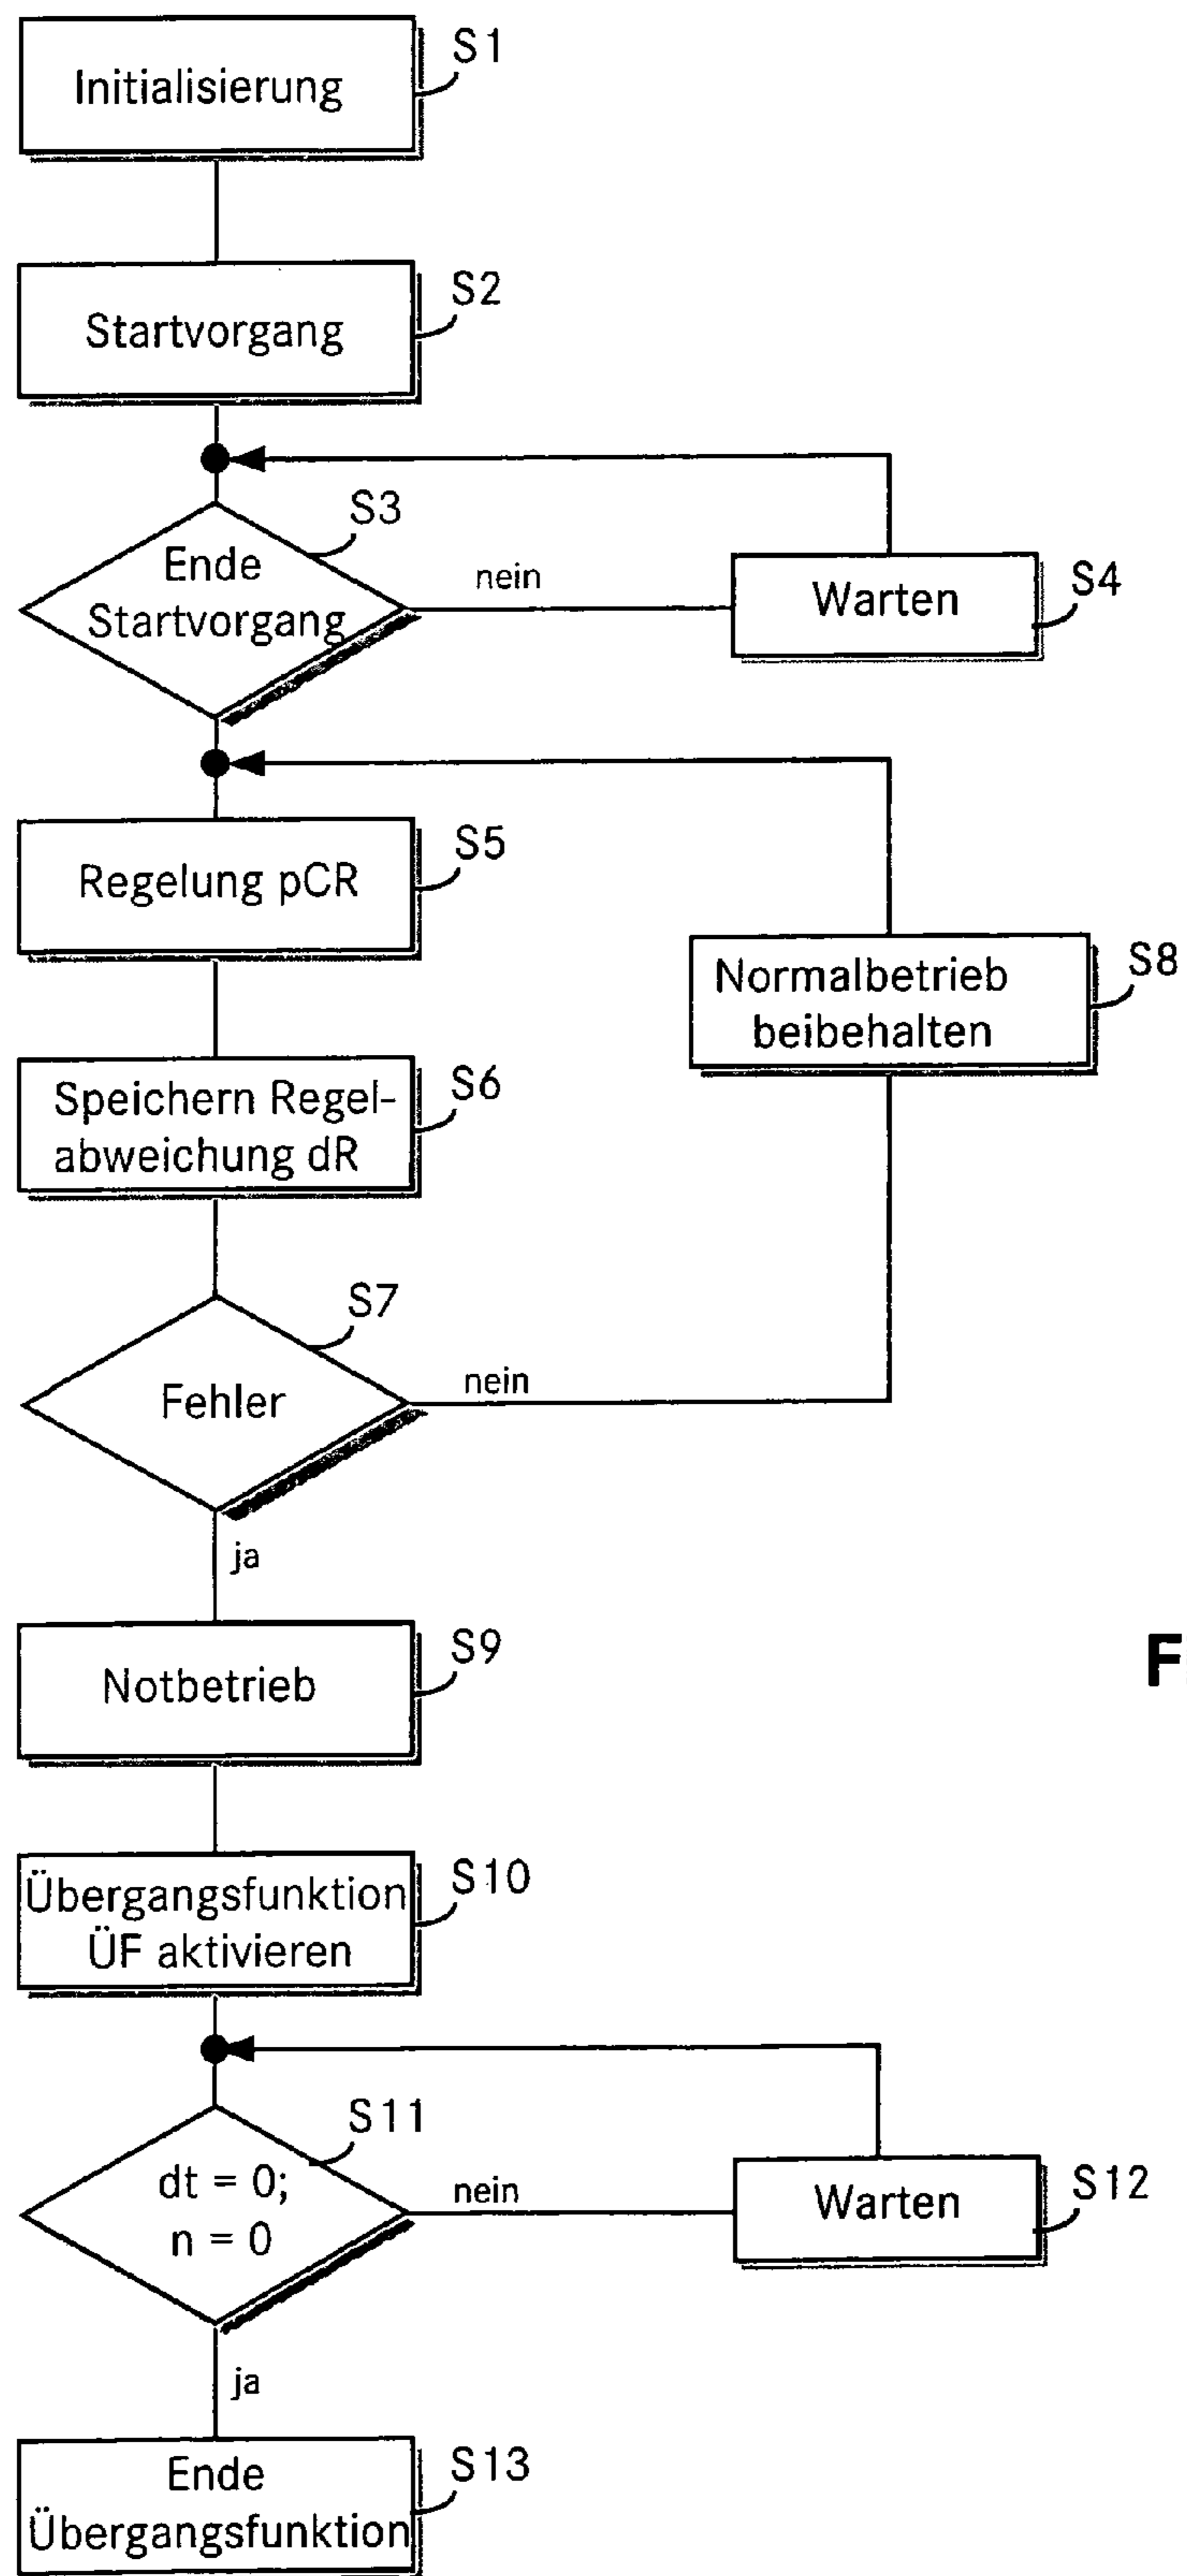 Initialisierung
S1
Startvorgang
S2
S3
Ende
Startvorgang
nein
Warten
S4
Regelung pCR
S5
Normalbetrieb
beibehalten
S8
Speichern Regel-
abweichung dR
S6
S7
Fehler
nein
ja
Notbetrieb
S9
F
Übergangsfunktion
ÜF aktivieren
S10
S11
dt = 0;
n = 0
nein
Warten
S12
ja
Ende
Übergangsfunktion
S13